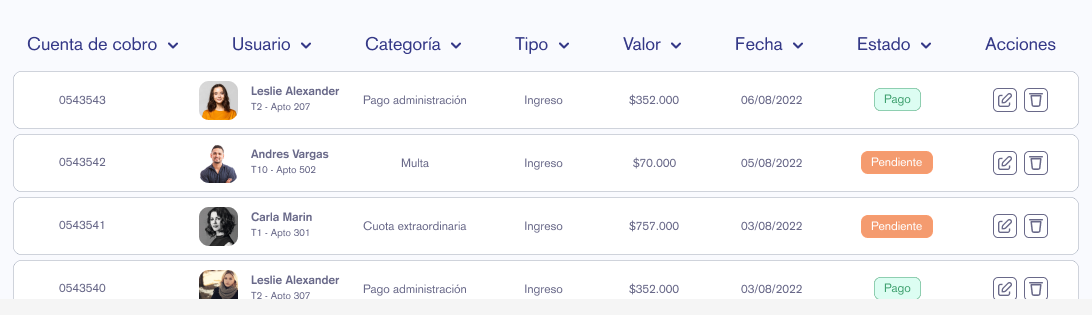 Cuenta de cobro Usuario Categoría Tipo Valor Fecha Estado Acciones
0543543 Leslie Alexander Pago administración Ingreso $352.000 06/08/2022 Pago
T2 - Apto 207
0543542 Andres Vargas Multa Ingreso $70.000 05/08/2022 Pendiente
T10 - Apto 502
0543541 Carla Marin Cuota extraordinaria Ingreso $757.000 03/08/2022 Pendiente
T1 - Apto 301
0543540 Leslie Alexander Pago administración Ingreso $352.000 03/08/2022 Pago
T2 - Apto 307